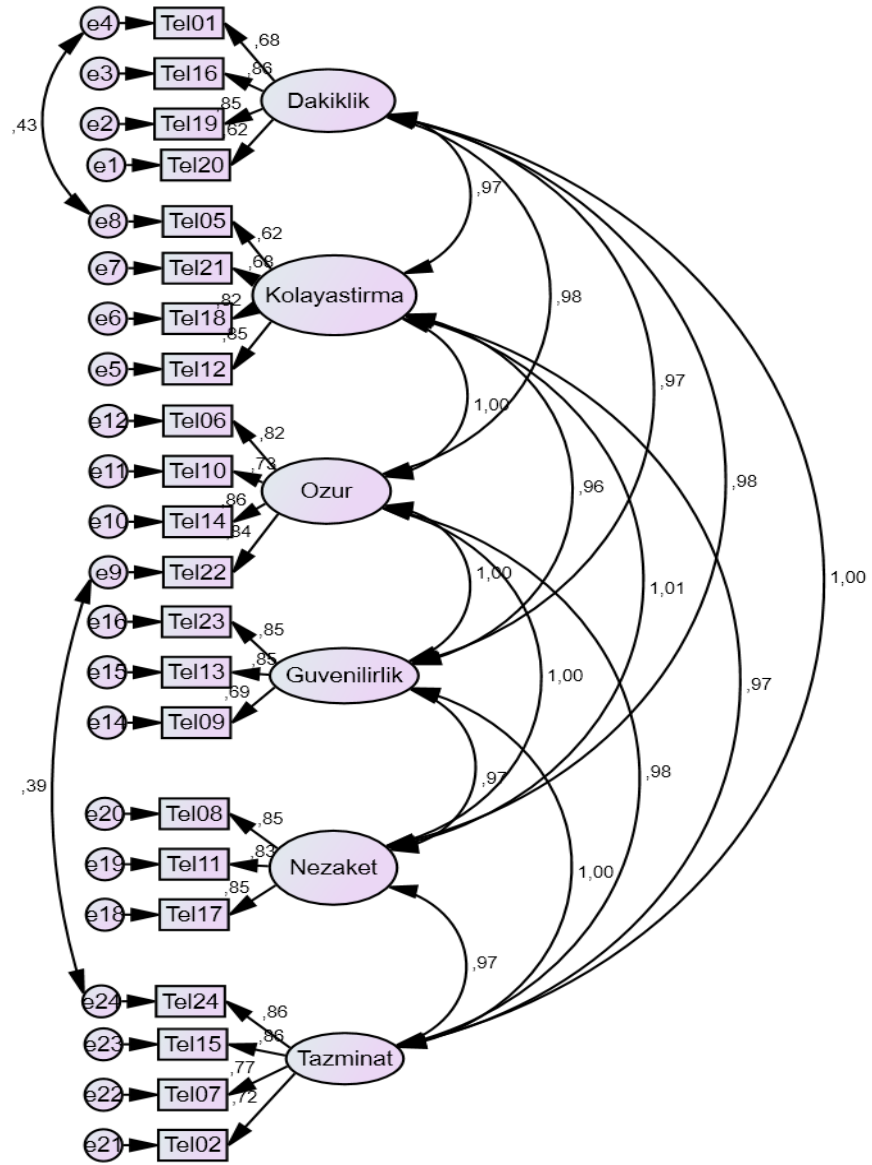 e4 Tel01 ,68
e3 Tel16 ,86
Dakiklik
e2 Tel19 ,85
,43
,62
e1 Tel20
,97
e8 Tel05 ,62
e7 Tel21 ,68
Kolayastirma
,98
e6 Tel18 ,82
,85
e5 Tel12
,97
1,00
e12 Tel06 ,82
e11 Tel10 ,73
Ozur
,96
,98
e10 Tel14 ,86
,84
e9 Tel22
1,00
1,00
1,01
e16 Tel23 ,85
e15 Tel13 ,85
Guvenilirlik
1,00
,97
e14 Tel09 ,69
,39
,97
,98
e20 Tel08 ,85
e19 Tel11 ,83
Nezaket
1,00
e18 Tel17 ,85
,97
e24 Tel24 ,86
e23 Tel15 ,86
Tazminat
e22 Tel07 ,77
,72
e21 Tel02